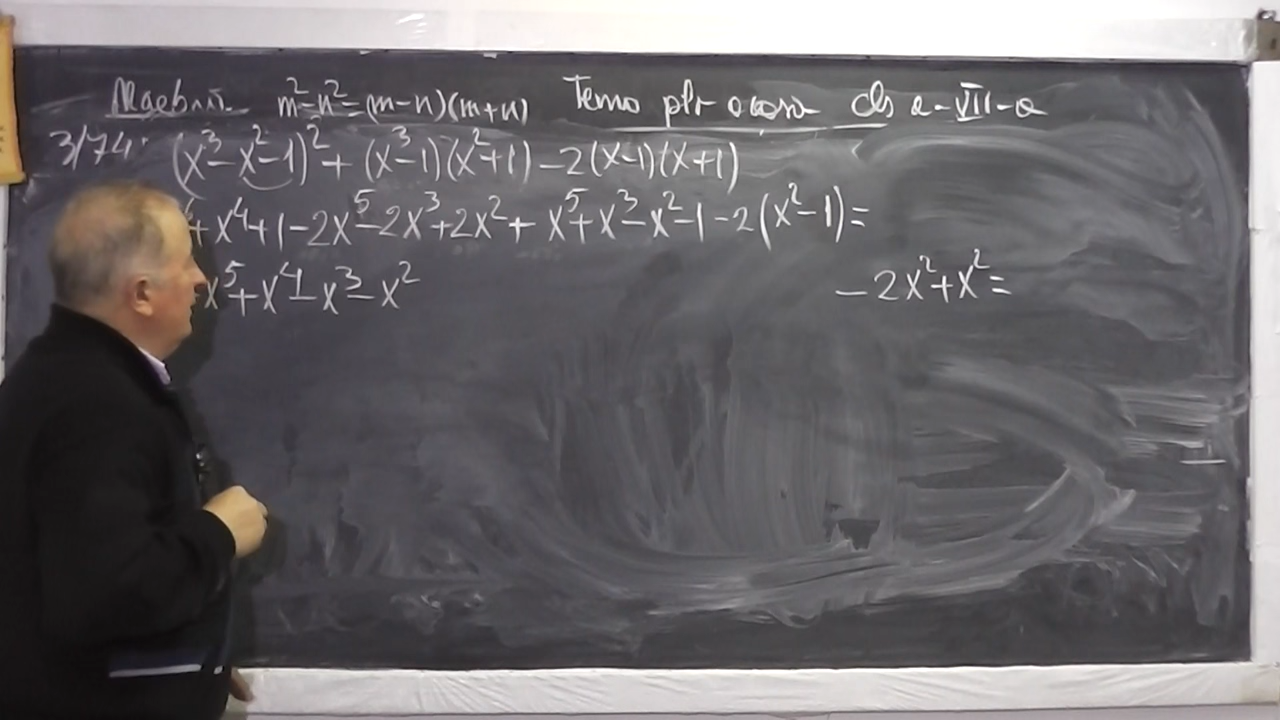 Algebră. m²-n²=(m-n)(m+n) Temă ptr acasă cls a-VII-a
3/74: (x³-x²-1)²+(x³-1)(x²+1)-2(x-1)(x+1)
+x⁴+1-2x⁵-2x³+2x²+x⁵+x³-x²-1-2(x²-1)=
x⁵+x⁴-x³-x² -2x²+x²=